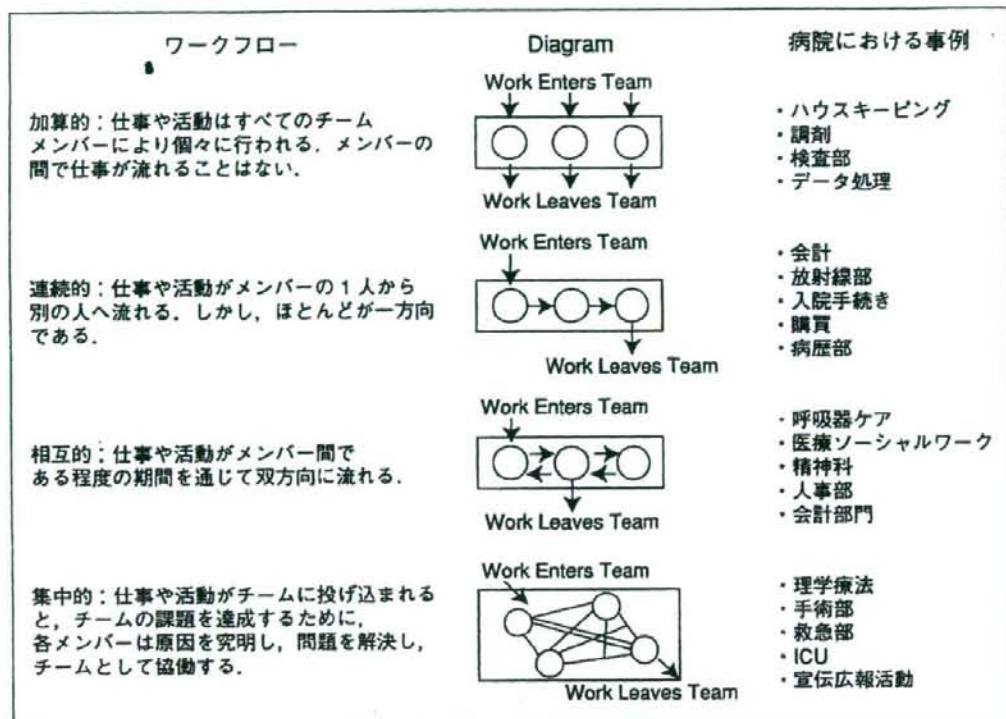 ワークフロー
Diagram
病院における事例
加算的：仕事や活動はすべてのチーム
メンバーにより個々に行われる．メンバーの
間で仕事が流れることはない．
Work Enters Team
Work Leaves Team
・ハウスキーピング
・調剤
・検査部
・データ処理
連続的：仕事や活動がメンバーの1人から
別の人へ流れる．しかし，ほとんどが一方向
である．
Work Enters Team
Work Leaves Team
・会計
・放射線部
・入院手続き
・購買
・病歴部
相互的：仕事や活動がメンバー間で
ある程度の期間を通じて双方向に流れる．
Work Enters Team
Work Leaves Team
・呼吸器ケア
・医療ソーシャルワーク
・精神科
・人事部
・会計部門
集中的：仕事や活動がチームに投げ込まれる
と，チームの課題を達成するために，
各メンバーは原因を究明し，問題を解決し，
チームとして協働する．
Work Enters Team
Work Leaves Team
・理学療法
・手術部
・救急部
・ICU
・宣伝広報活動